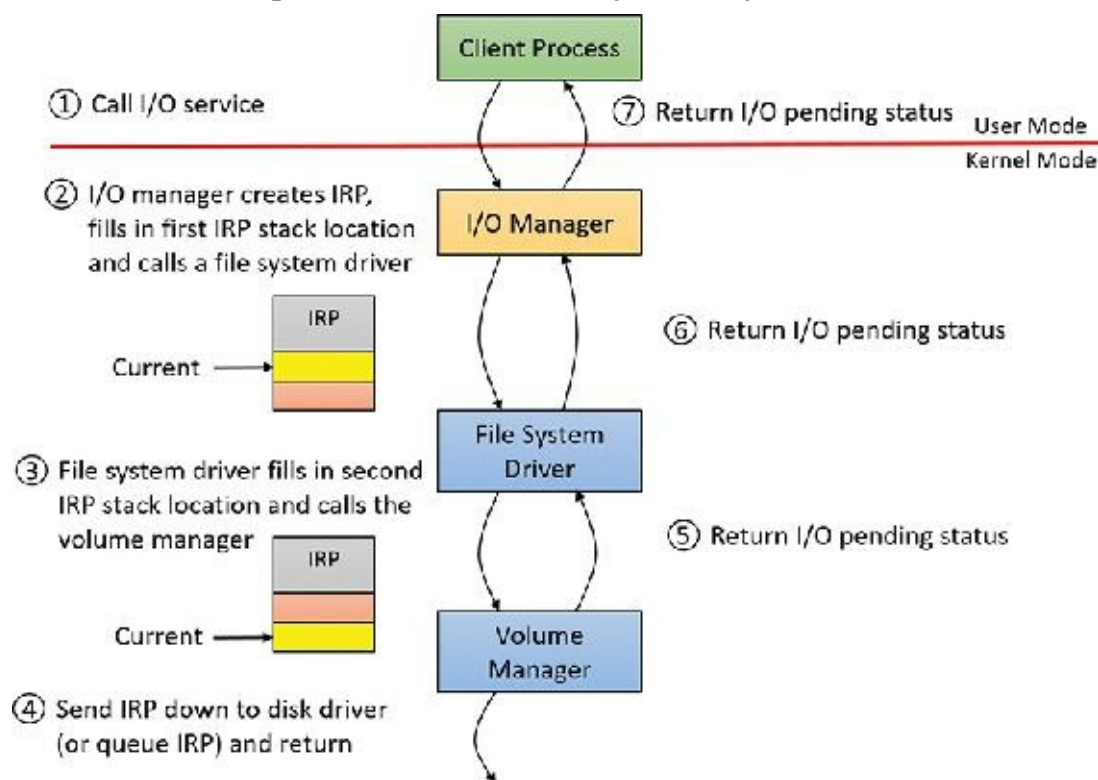 Client Process
① Call I/O service
⑦ Return I/O pending status
User Mode
Kernel Mode
② I/O manager creates IRP,
fills in first IRP stack location
and calls a file system driver
I/O Manager
IRP
Current
⑥ Return I/O pending status
File System
Driver
③ File system driver fills in second
IRP stack location and calls the
volume manager
⑤ Return I/O pending status
IRP
Current
Volume
Manager
④ Send IRP down to disk driver
(or queue IRP) and return